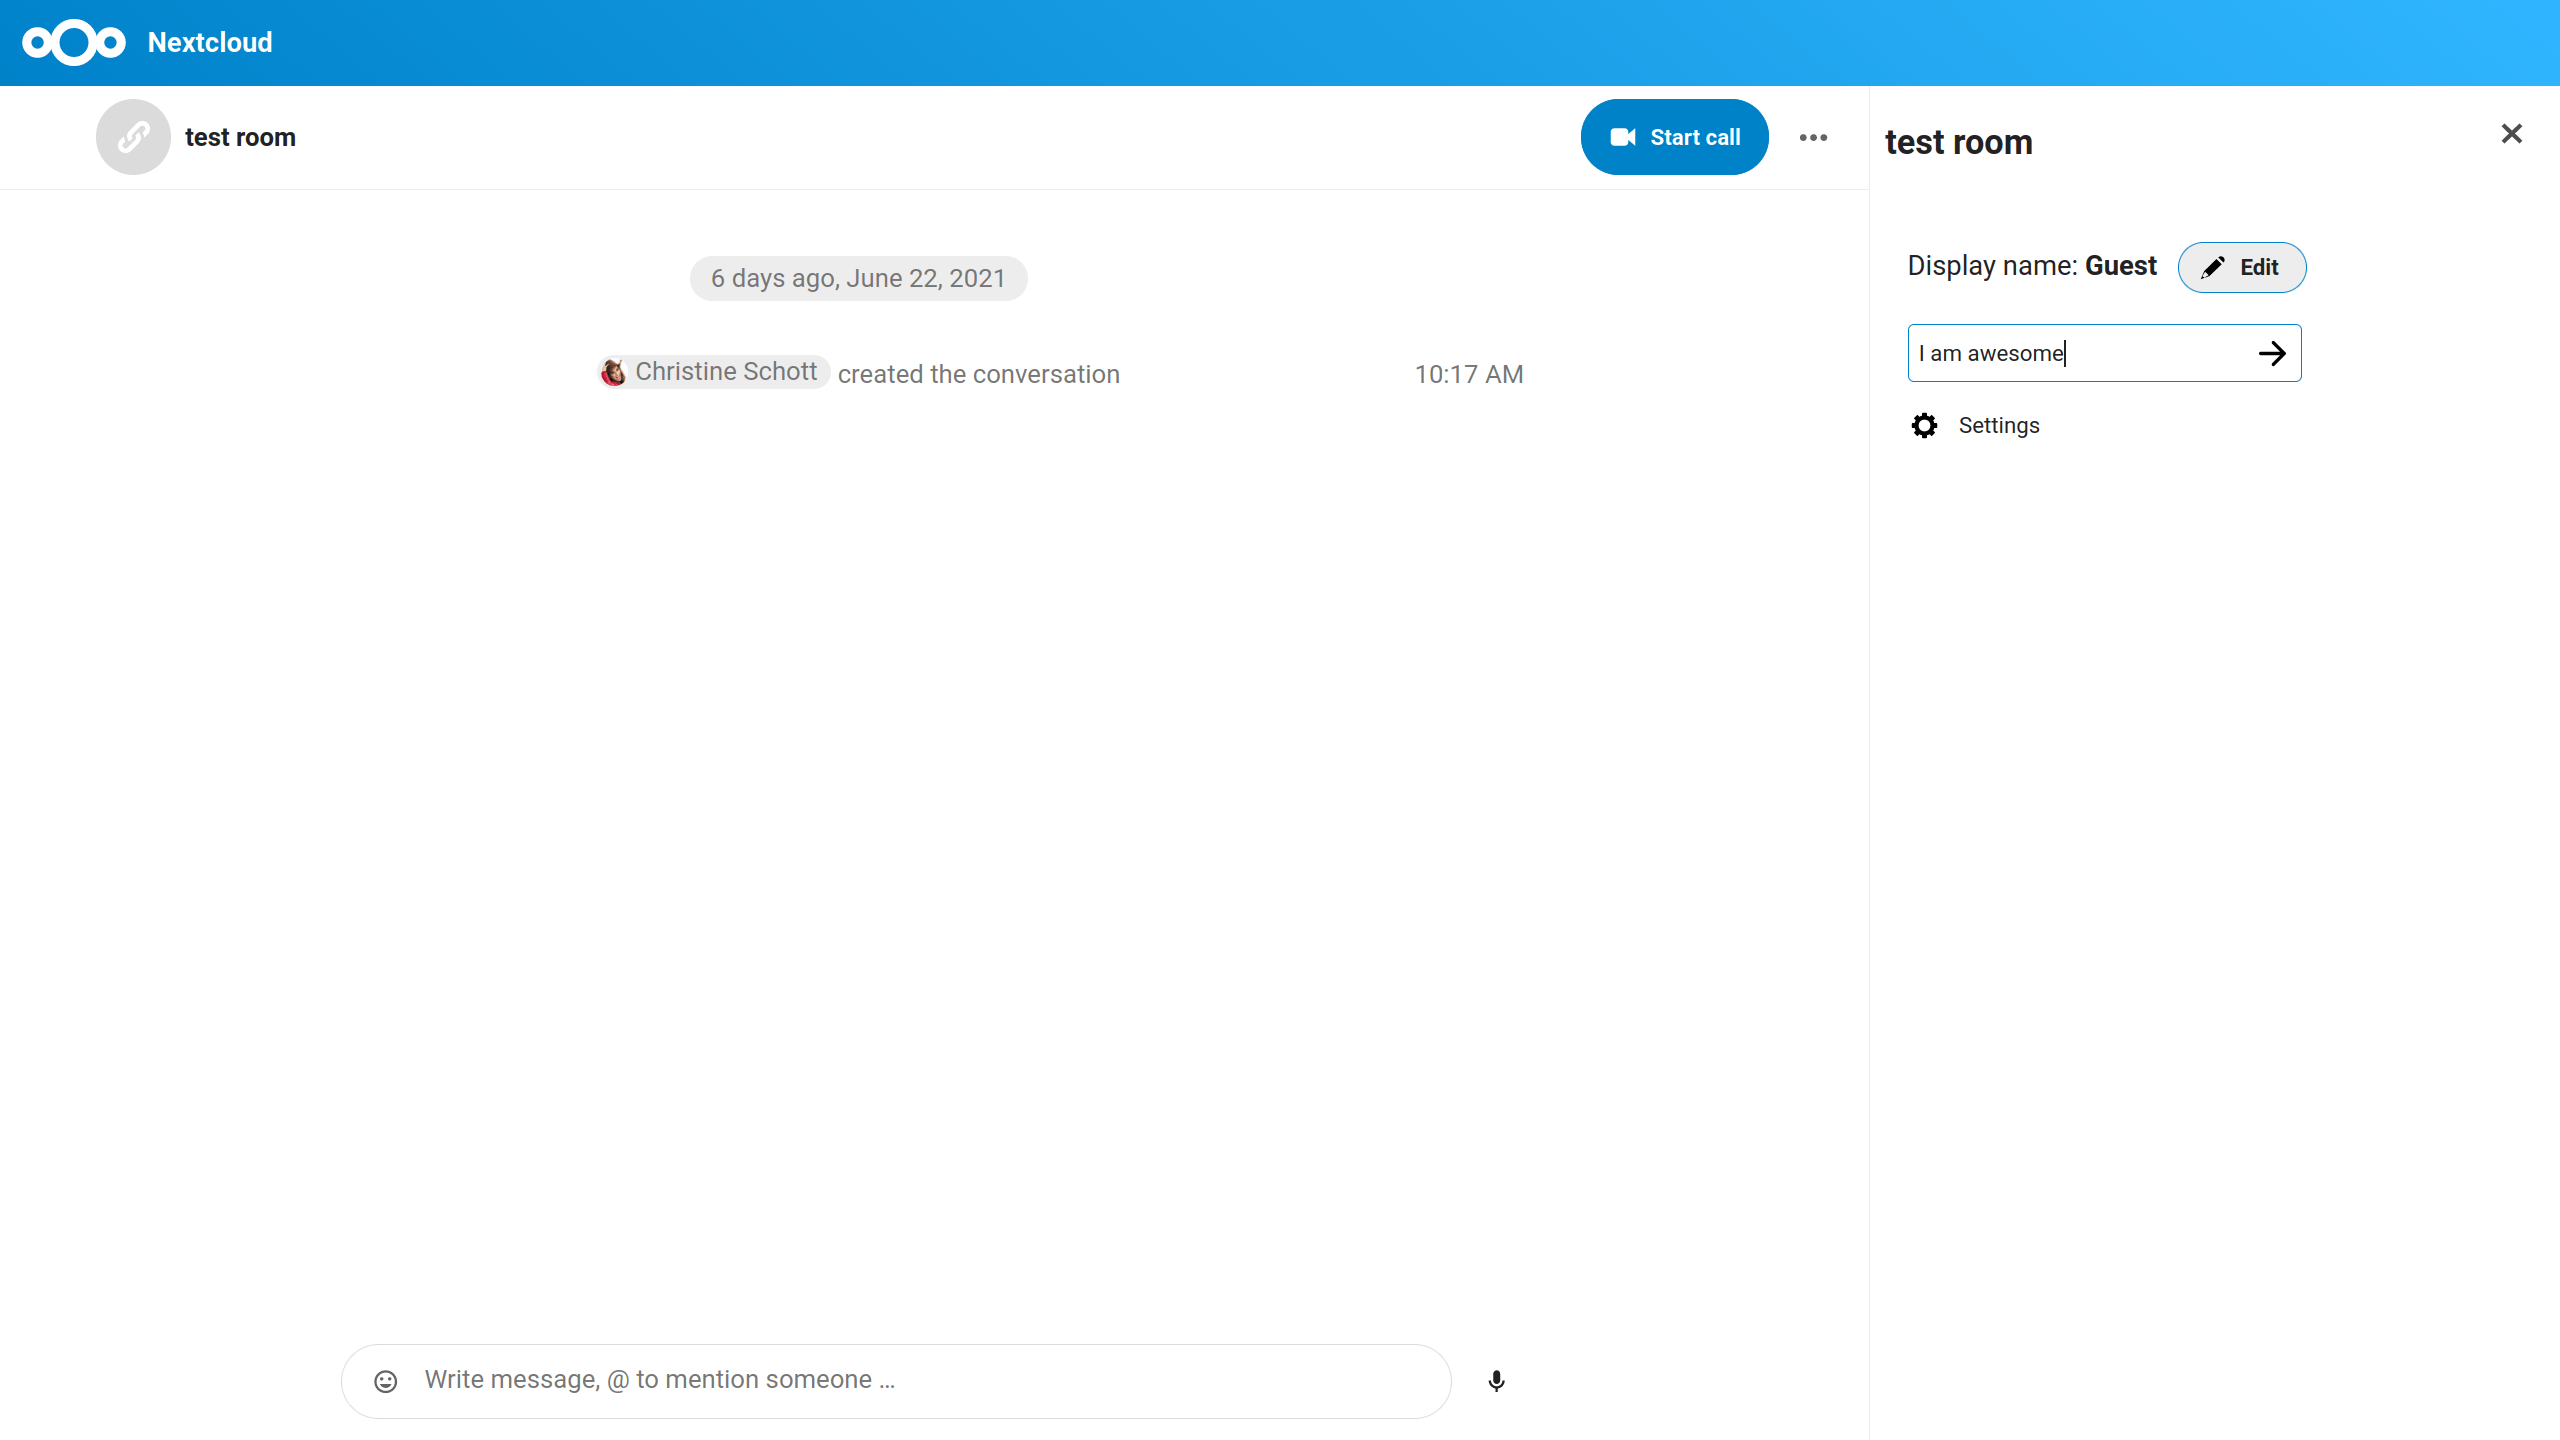 Nextcloud
test room
Start call
6 days ago, June 22, 2021
Christine Schott created the conversation 10:17 AM
Write message, @ to mention someone …
test room
Display name: Guest Edit
I am awesome
Settings